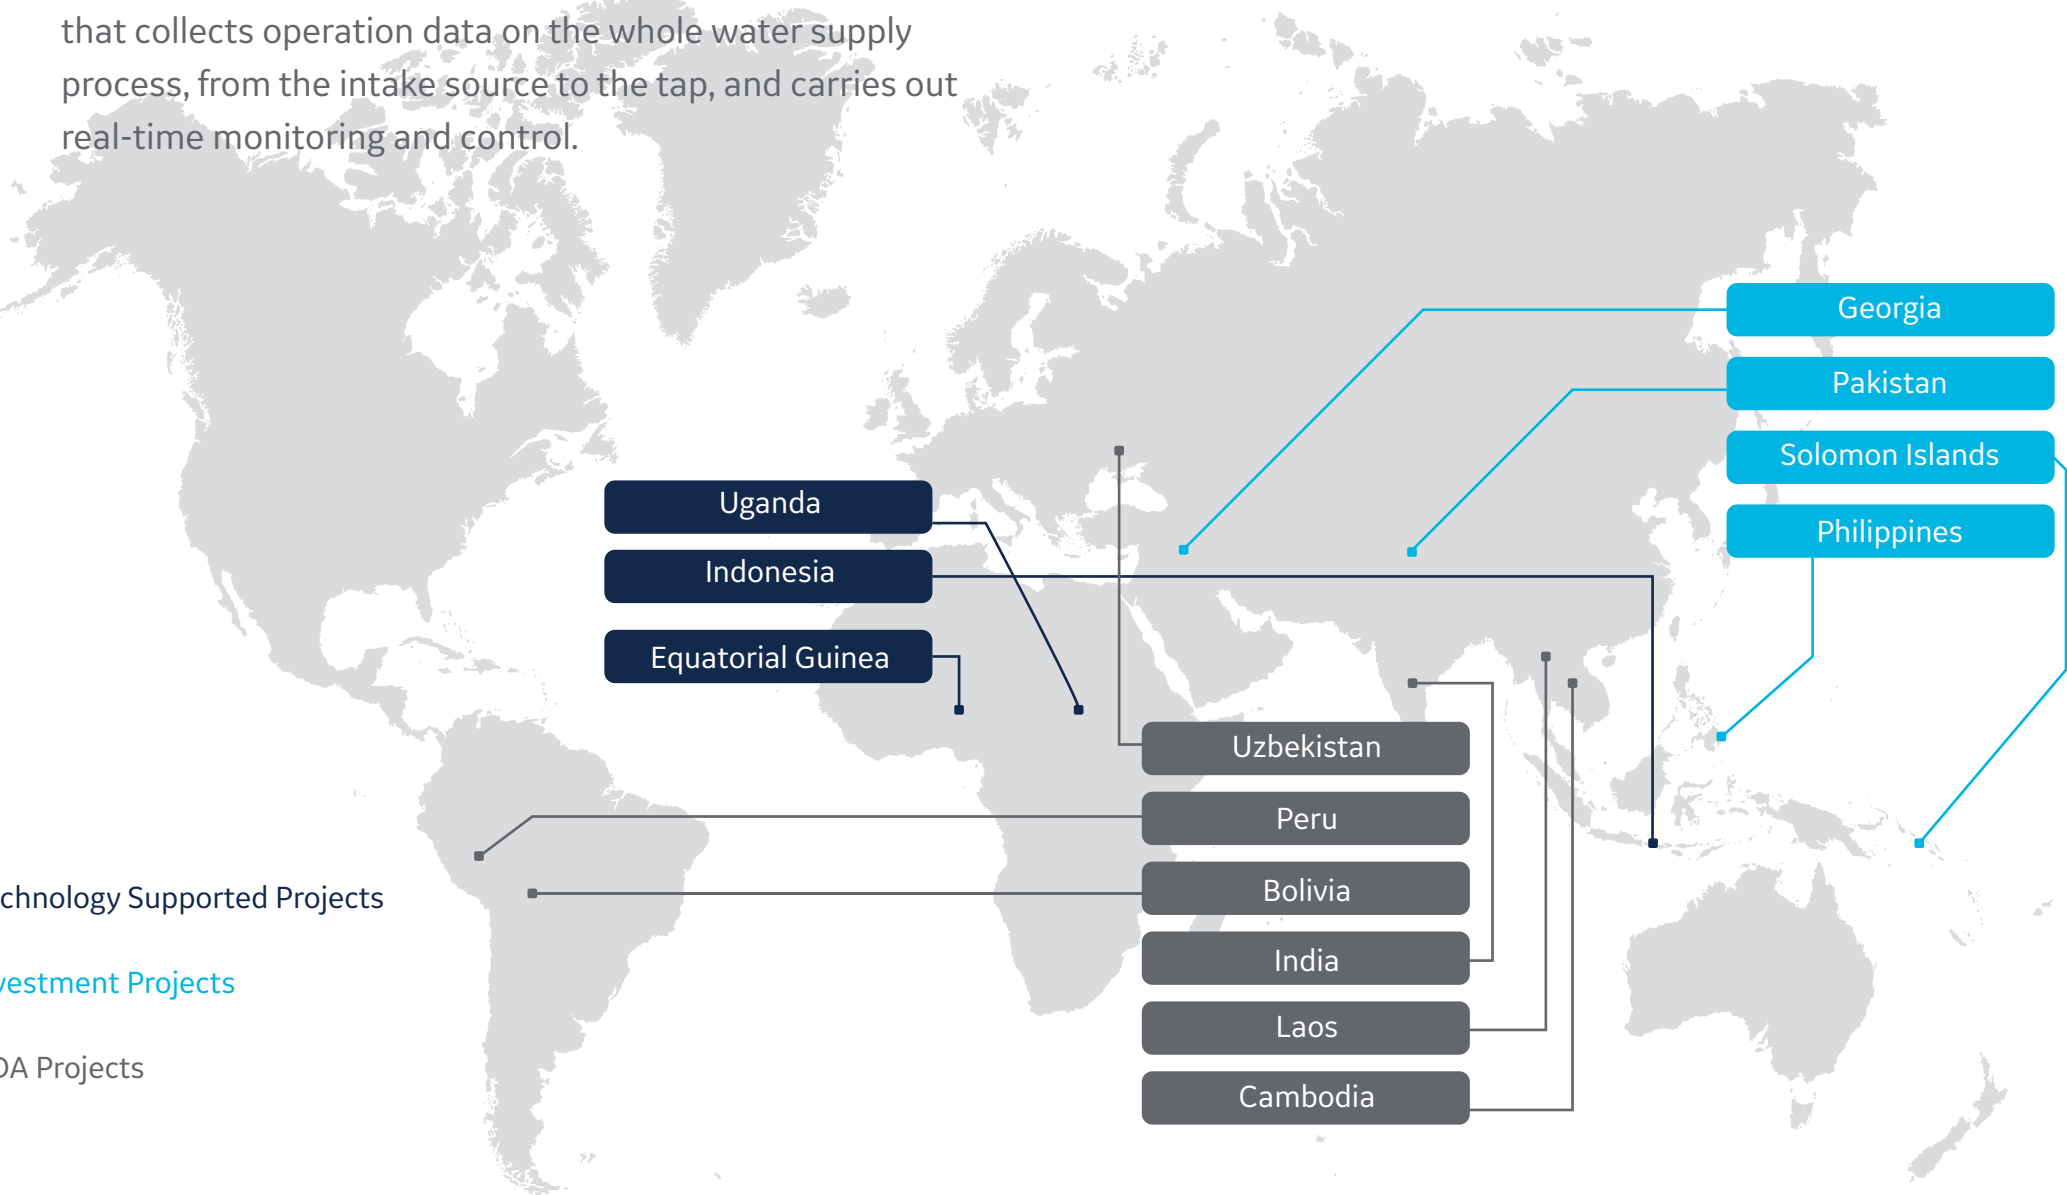 that collects operation data on the whole water supply
process, from the intake source to the tap, and carries out
real-time monitoring and control.
Georgia
Pakistan
Solomon Islands
Philippines
Uganda
Indonesia
Equatorial Guinea
Uzbekistan
Peru
Bolivia
India
Laos
Cambodia
chnology Supported Projects
vestment Projects
DA Projects